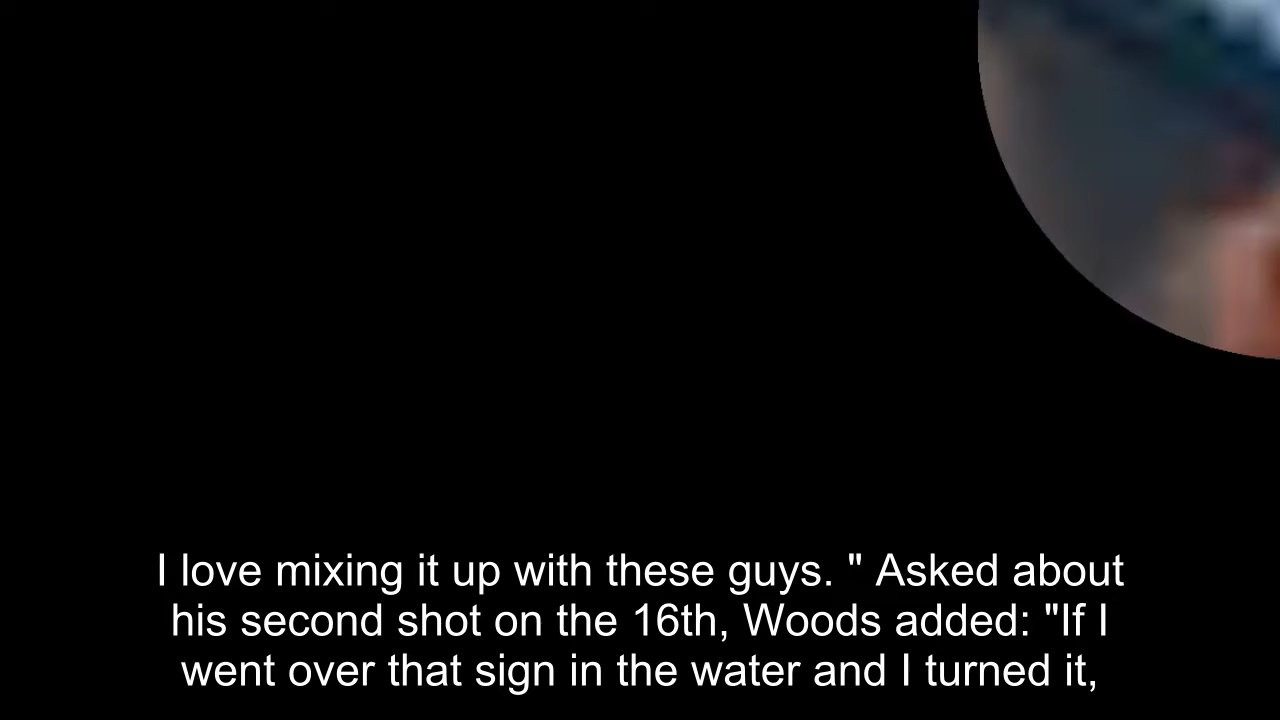 I love mixing it up with these guys. " Asked about
his second shot on the 16th, Woods added: "If I
went over that sign in the water and I turned it,